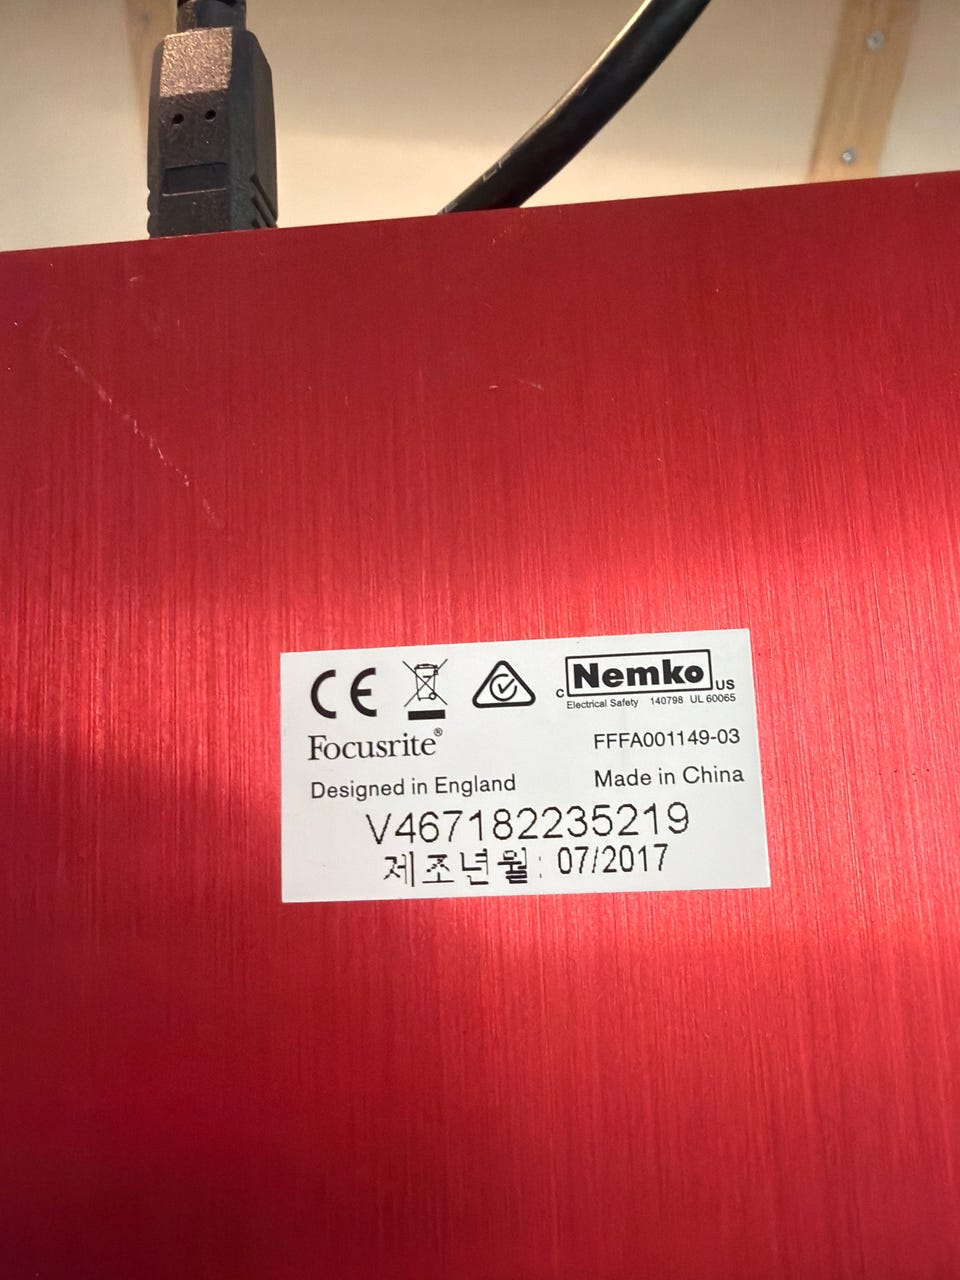 CE
c Nemko US
Electrical Safety 140798 UL 60065
Focusrite®
FFFA001149-03
Designed in England
Made in China
V467182235219
제조년월: 07/2017